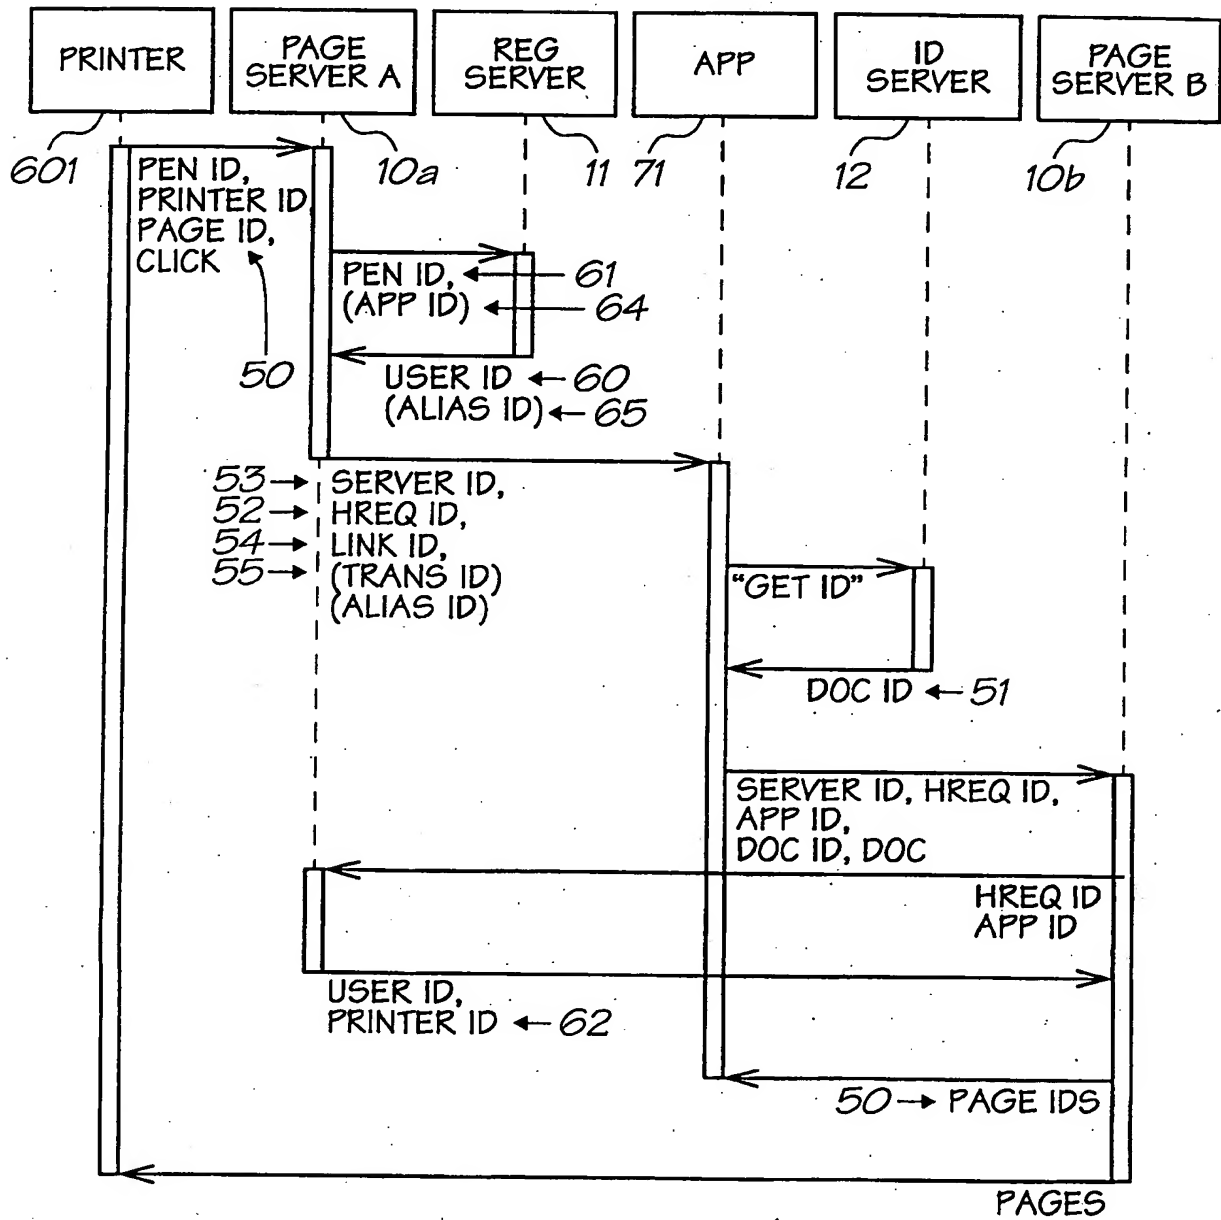 PRINTER
PAGE
SERVER A
REG
SERVER
APP
ID
SERVER
PAGE
SERVER B
601
10a
11
71
12
10b
PEN ID,
PRINTER ID,
PAGE ID,
CLICK
50
PEN ID,
61
(APP ID)
64
USER ID
60
(ALIAS ID)
65
53
SERVER ID,
52
HREQ ID,
54
LINK ID,
55
(TRANS ID)
(ALIAS ID)
"GET ID"
DOC ID
51
SERVER ID, HREQ ID,
APP ID,
DOC ID, DOC
HREQ ID
APP ID
USER ID,
PRINTER ID
62
50
PAGE IDS
PAGES